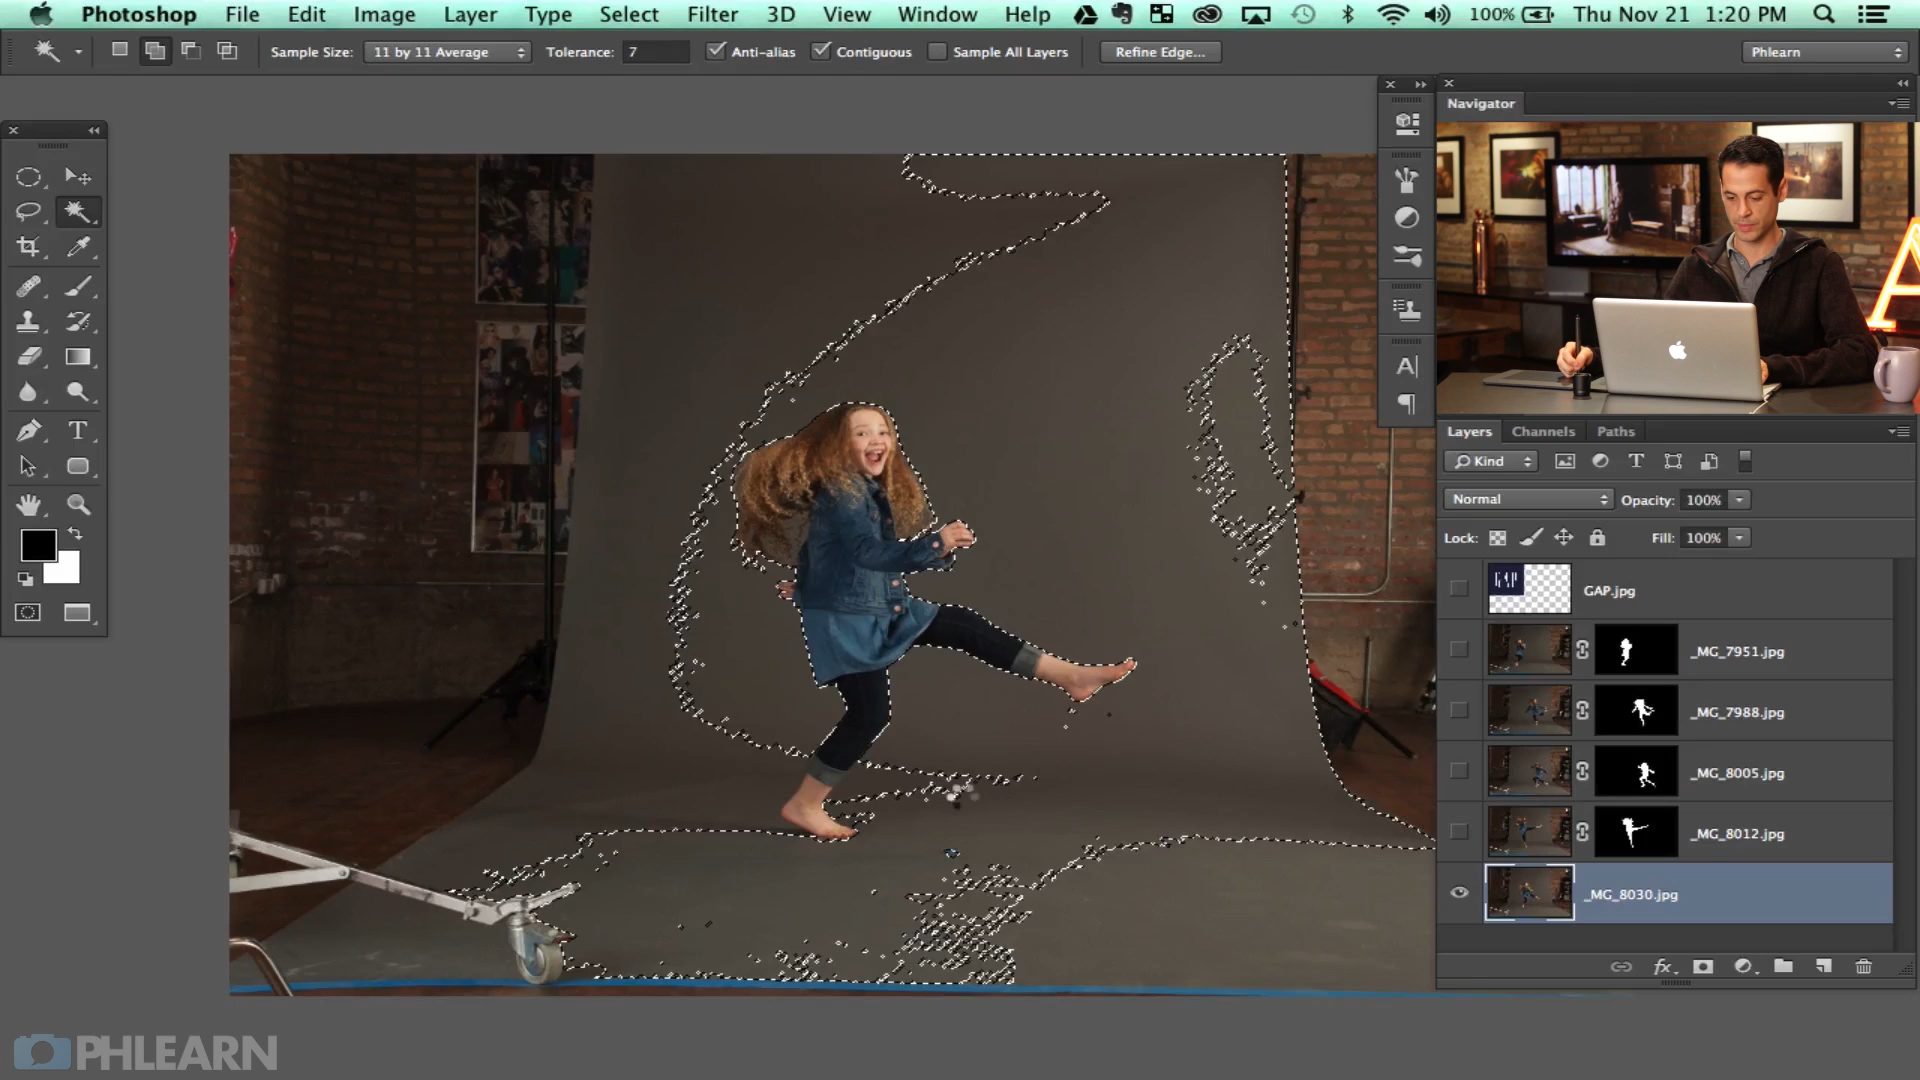 Photoshop File Edit Image Layer Type Select Filter 3D View Window Help 100% Thu Nov 21 1:20 PM
Sample Size: 11 by 11 Average Tolerance: 7 Anti-alias Contiguous Sample All Layers Refine Edge... Phlearn
Navigator
A
Layers Channels Paths
Kind
Normal Opacity: 100%
Lock: Fill: 100%
GAP GAP.jpg
_MG_7951.jpg
_MG_7988.jpg
_MG_8005.jpg
_MG_8012.jpg
_MG_8030.jpg
fx
PHLEARN